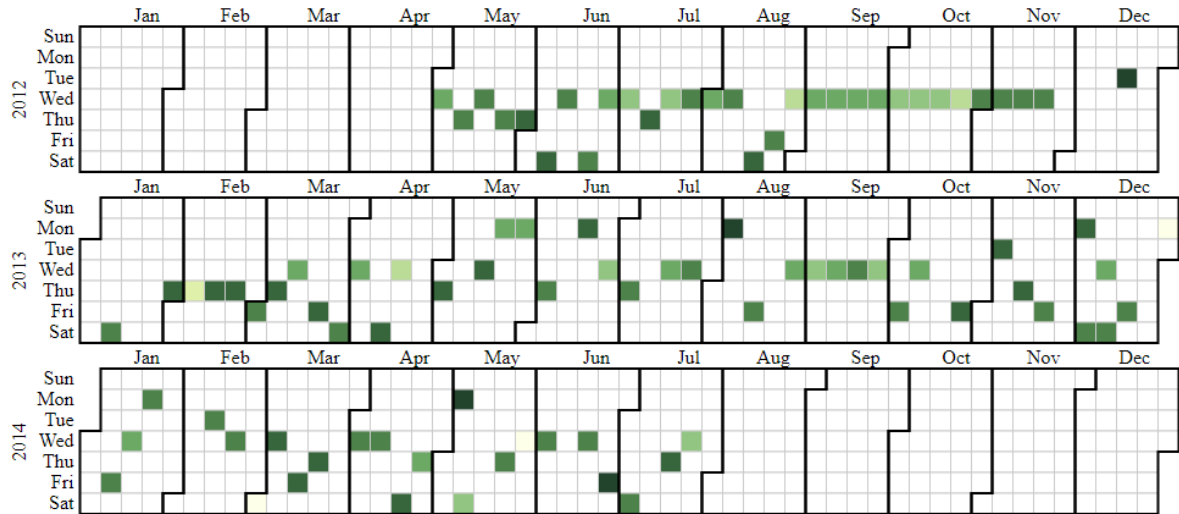 Jan Feb Mar Apr May Jun Jul Aug Sep Oct Nov Dec
2012
Sun
Mon
Tue
Wed
Thu
Fri
Sat
Jan Feb Mar Apr May Jun Jul Aug Sep Oct Nov Dec
2013
Sun
Mon
Tue
Wed
Thu
Fri
Sat
Jan Feb Mar Apr May Jun Jul Aug Sep Oct Nov Dec
2014
Sun
Mon
Tue
Wed
Thu
Fri
Sat